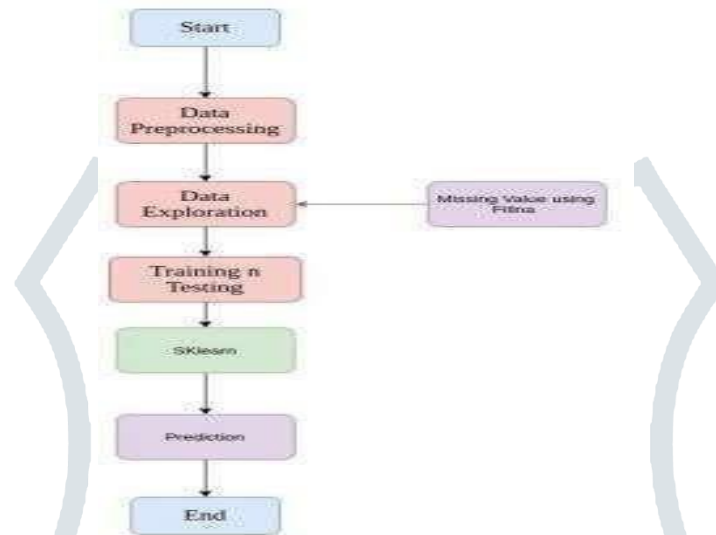 Start
Data
Preprocessing
Data
Exploration
Missing Value using
Fillna
Training n
Testing
SKlearn
Prediction
End